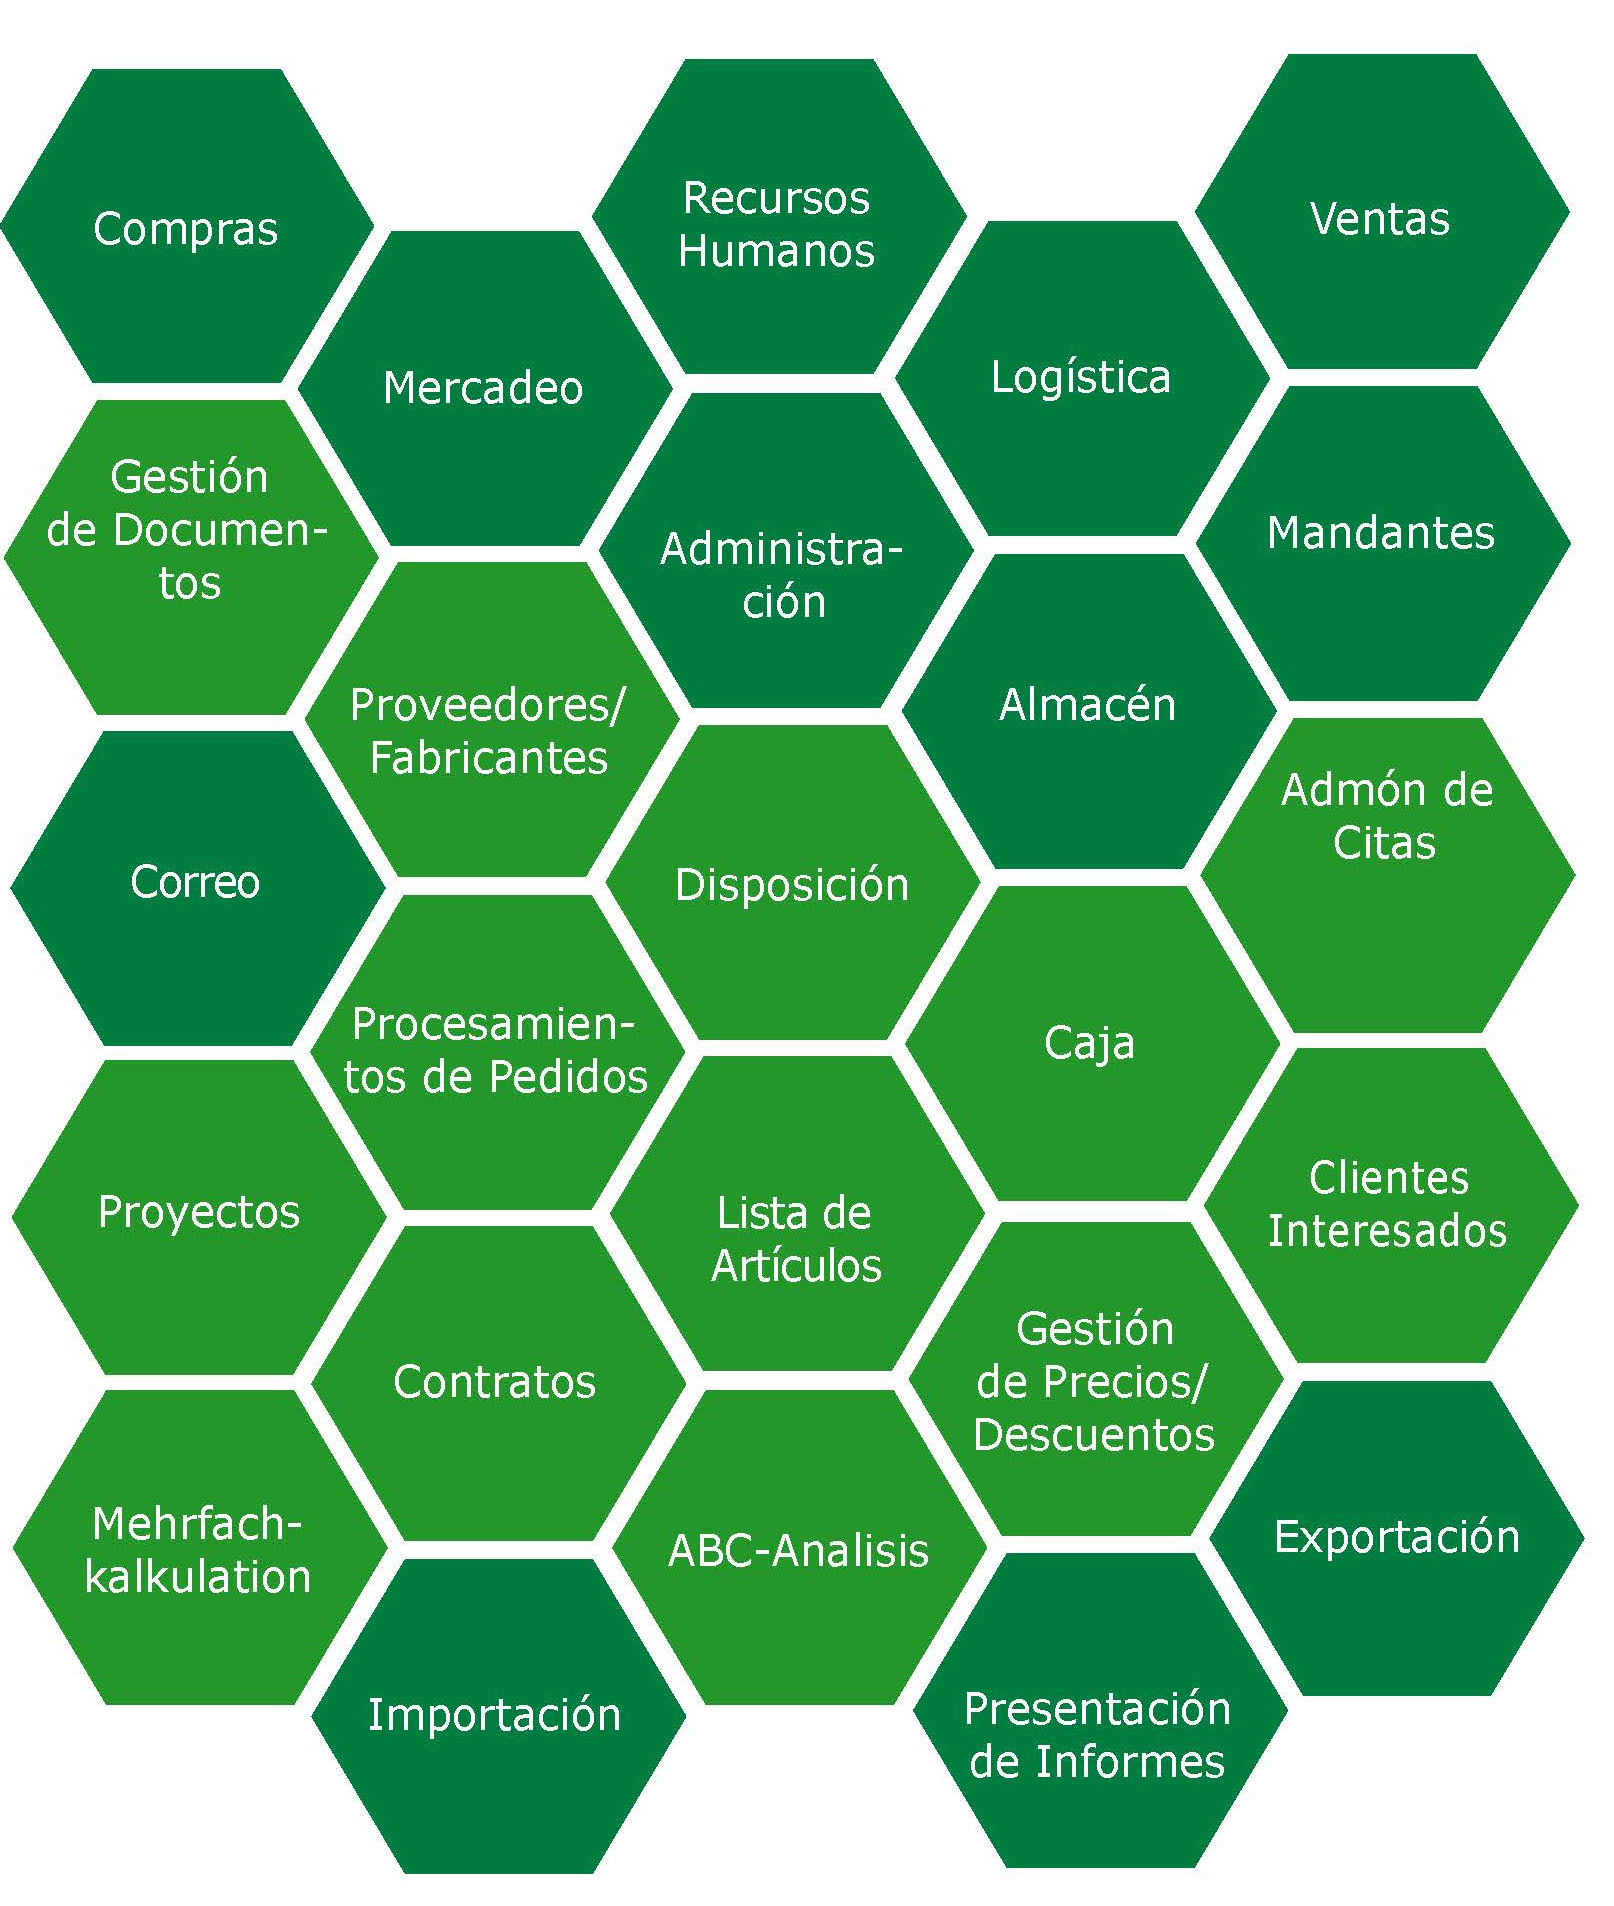 Compras
Recursos
Humanos
Ventas
Mercadeo
Logística
Gestión
de Documen-
tos
Administra-
ción
Mandantes
Proveedores/
Fabricantes
Almacén
Correo
Disposición
Admón de
Citas
Procesamien-
tos de Pedidos
Caja
Proyectos
Lista de
Artículos
Clientes
Interesados
Contratos
Gestión
de Precios/
Descuentos
Mehrfach-
kalkulation
ABC-Analisis
Exportación
Importación
Presentación
de Informes